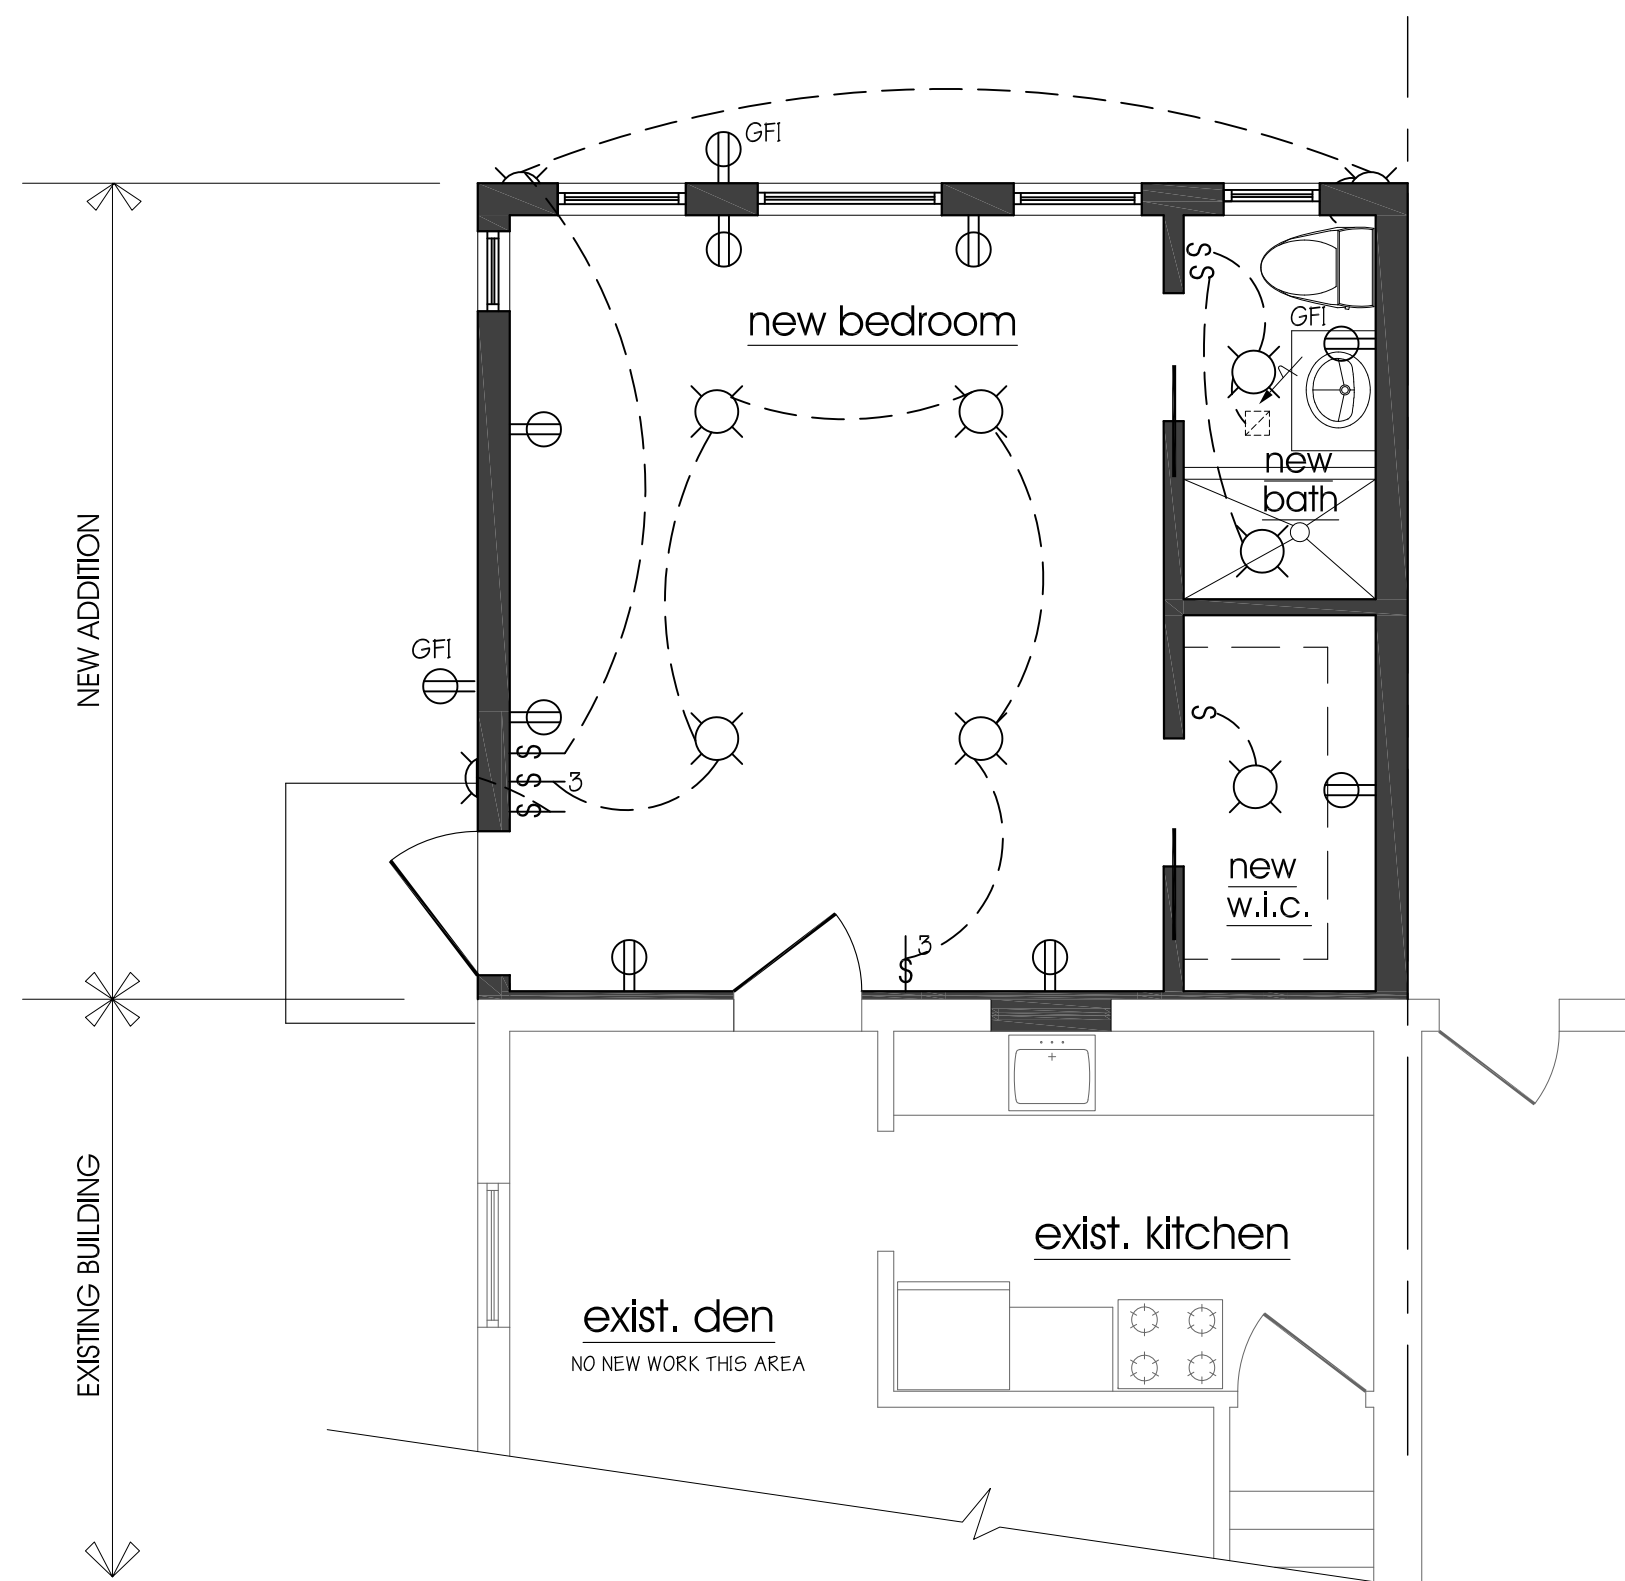 GFI
S
S
GFI
new bedroom
new
bath
NEW ADDITION
GFI
S
S
S 3
S
new
w.i.c.
3
S
EXISTING BUILDING
exist. kitchen
exist. den
NO NEW WORK THIS AREA